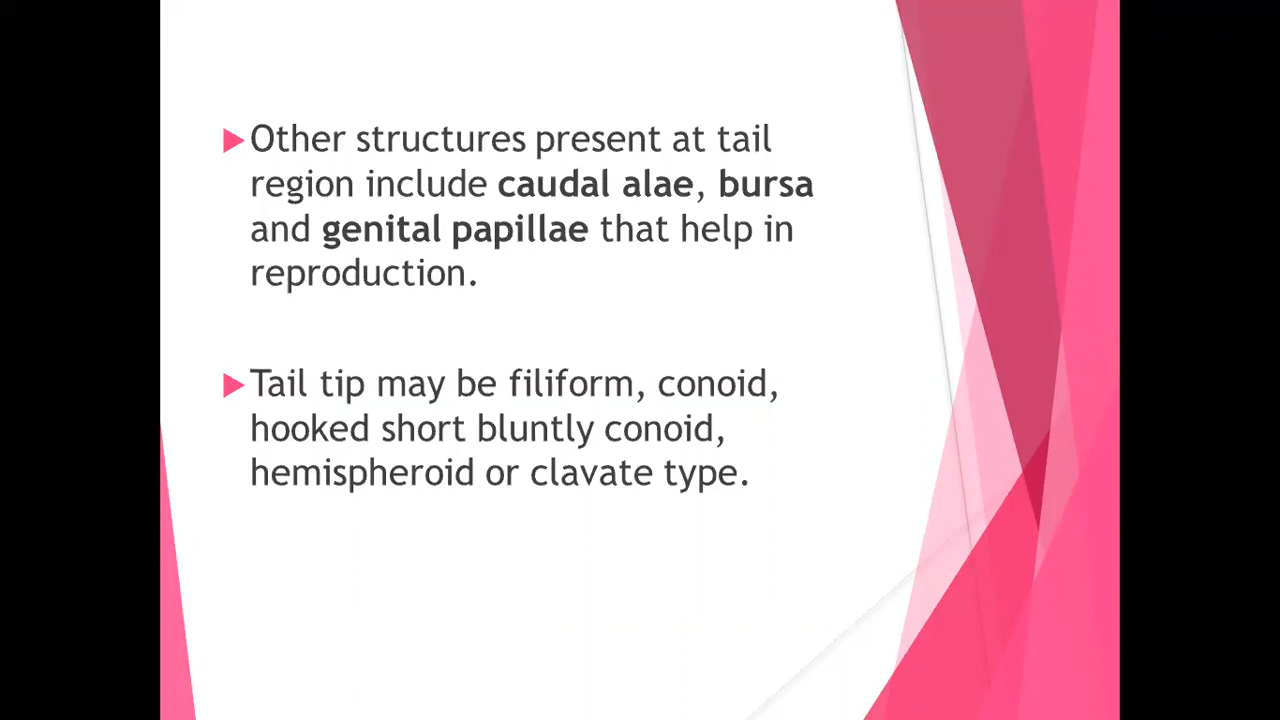 Other structures present at tail
region include caudal alae, bursa
and genital papillae that help in
reproduction.
Tail tip may be filiform, conoid,
hooked short bluntly conoid,
hemispheroid or clavate type.